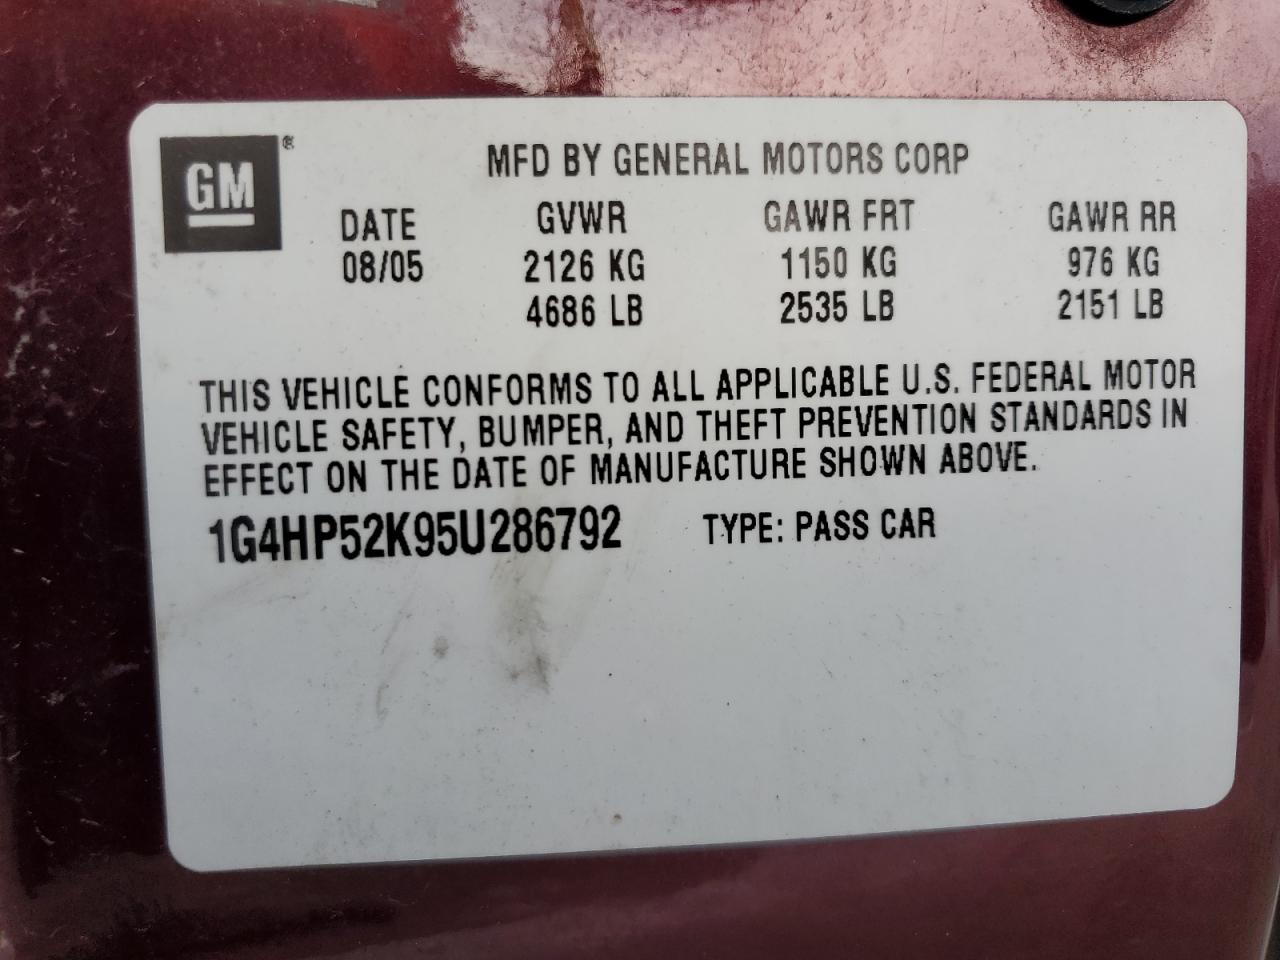 GM®
MFD BY GENERAL MOTORS CORP
DATE GVWR GAWR FRT GAWR RR
08/05 2126 KG 1150 KG 976 KG
4686 LB 2535 LB 2151 LB
THIS VEHICLE CONFORMS TO ALL APPLICABLE U.S. FEDERAL MOTOR
VEHICLE SAFETY, BUMPER, AND THEFT PREVENTION STANDARDS IN
EFFECT ON THE DATE OF MANUFACTURE SHOWN ABOVE.
1G4HP52K95U286792 TYPE: PASS CAR